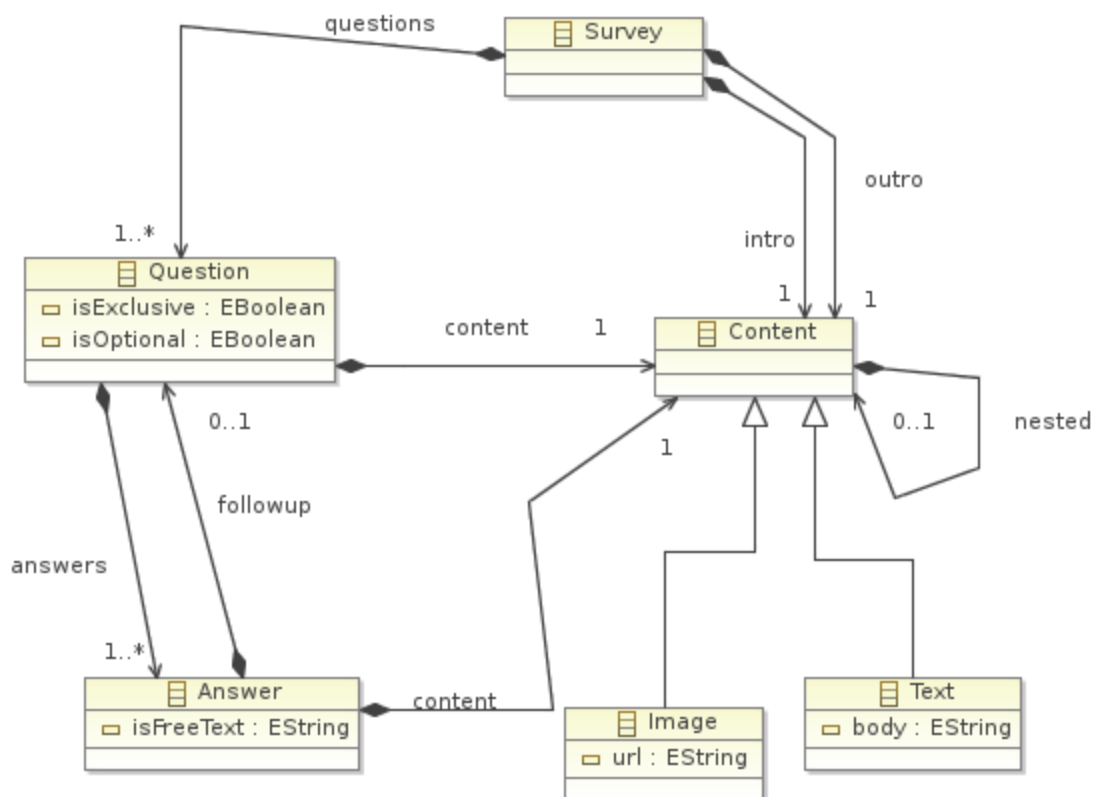 questions
Survey
outro
intro
1..*
1
1
Question
isExclusive : EBoolean
isOptional : EBoolean
content
1
Content
0..1
0..1
nested
1
followup
answers
1..*
Answer
isFreeText : EString
content
Image
url : EString
Text
body : EString